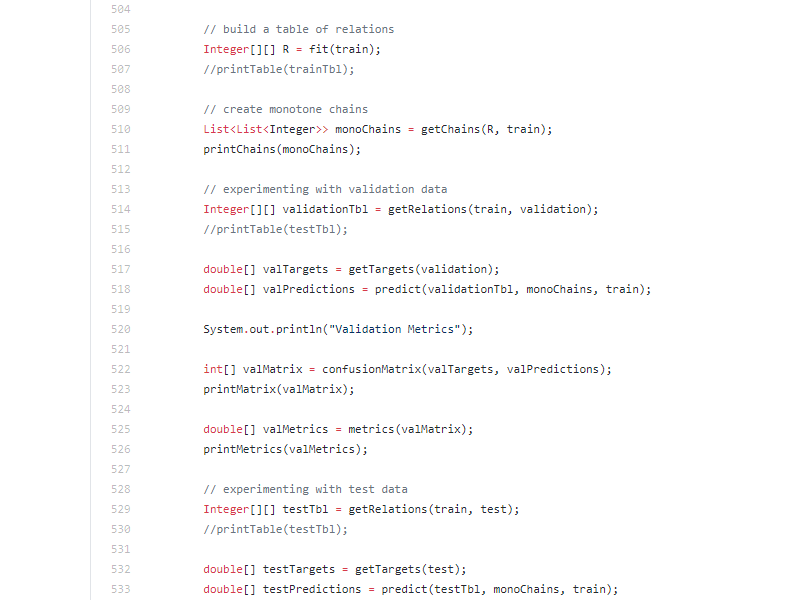 504
505 // build a table of relations
506 Integer[][] R = fit(train);
507 //printTable(trainTbl);
508
509 // create monotone chains
510 List<List<Integer>> monoChains = getChains(R, train);
511 printChains(monoChains);
512
513 // experimenting with validation data
514 Integer[][] validationTbl = getRelations(train, validation);
515 //printTable(testTbl);
516
517 double[] valTargets = getTargets(validation);
518 double[] valPredictions = predict(validationTbl, monoChains, train);
519
520 System.out.println("Validation Metrics");
521
522 int[] valMatrix = confusionMatrix(valTargets, valPredictions);
523 printMatrix(valMatrix);
524
525 double[] valMetrics = metrics(valMatrix);
526 printMetrics(valMetrics);
527
528 // experimenting with test data
529 Integer[][] testTbl = getRelations(train, test);
530 //printTable(testTbl);
531
532 double[] testTargets = getTargets(test);
533 double[] testPredictions = predict(testTbl, monoChains, train);